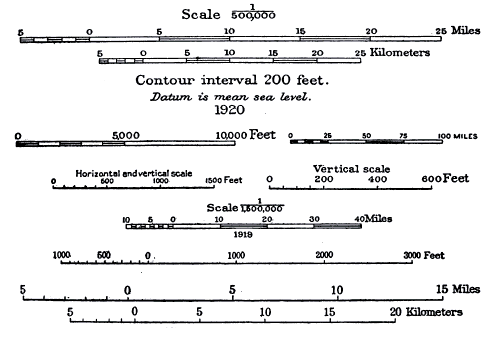 Scale 1/500,000
5 0 5 10 15 20 25 Miles
5 0 5 10 15 20 25 Kilometers
Contour interval 200 feet.
Datum is mean sea level.
1920
0 5,000 10,000 Feet
0 25 50 75 100 MILES
Horizontal and vertical scale
0 500 1000 1500 Feet
Vertical scale
0 200 400 600 Feet
Scale 1/1,500,000
10 5 0 10 20 30 40 Miles
1919
1000 500 0 1000 2000 3000 Feet
5 0 5 10 15 Miles
5 0 5 10 15 20 Kilometers